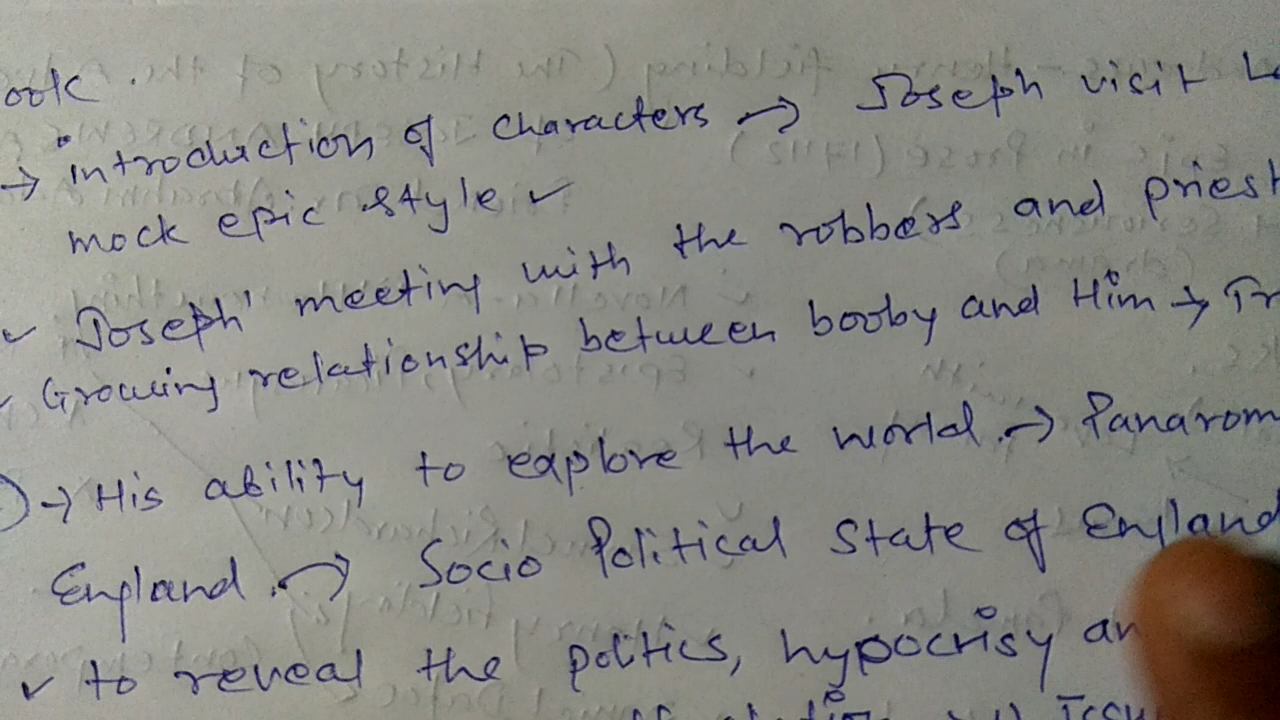 ook.
→ introduction of characters → Joseph visit
mock epic style ✓
✓ Joseph' meeting with the robbers and priest
✓ Growing relationship between booby and Him →
→ His ability to explore the world. → Panarom
England. → Socio Political State of England
✓ to reveal the politics, hypocrisy an